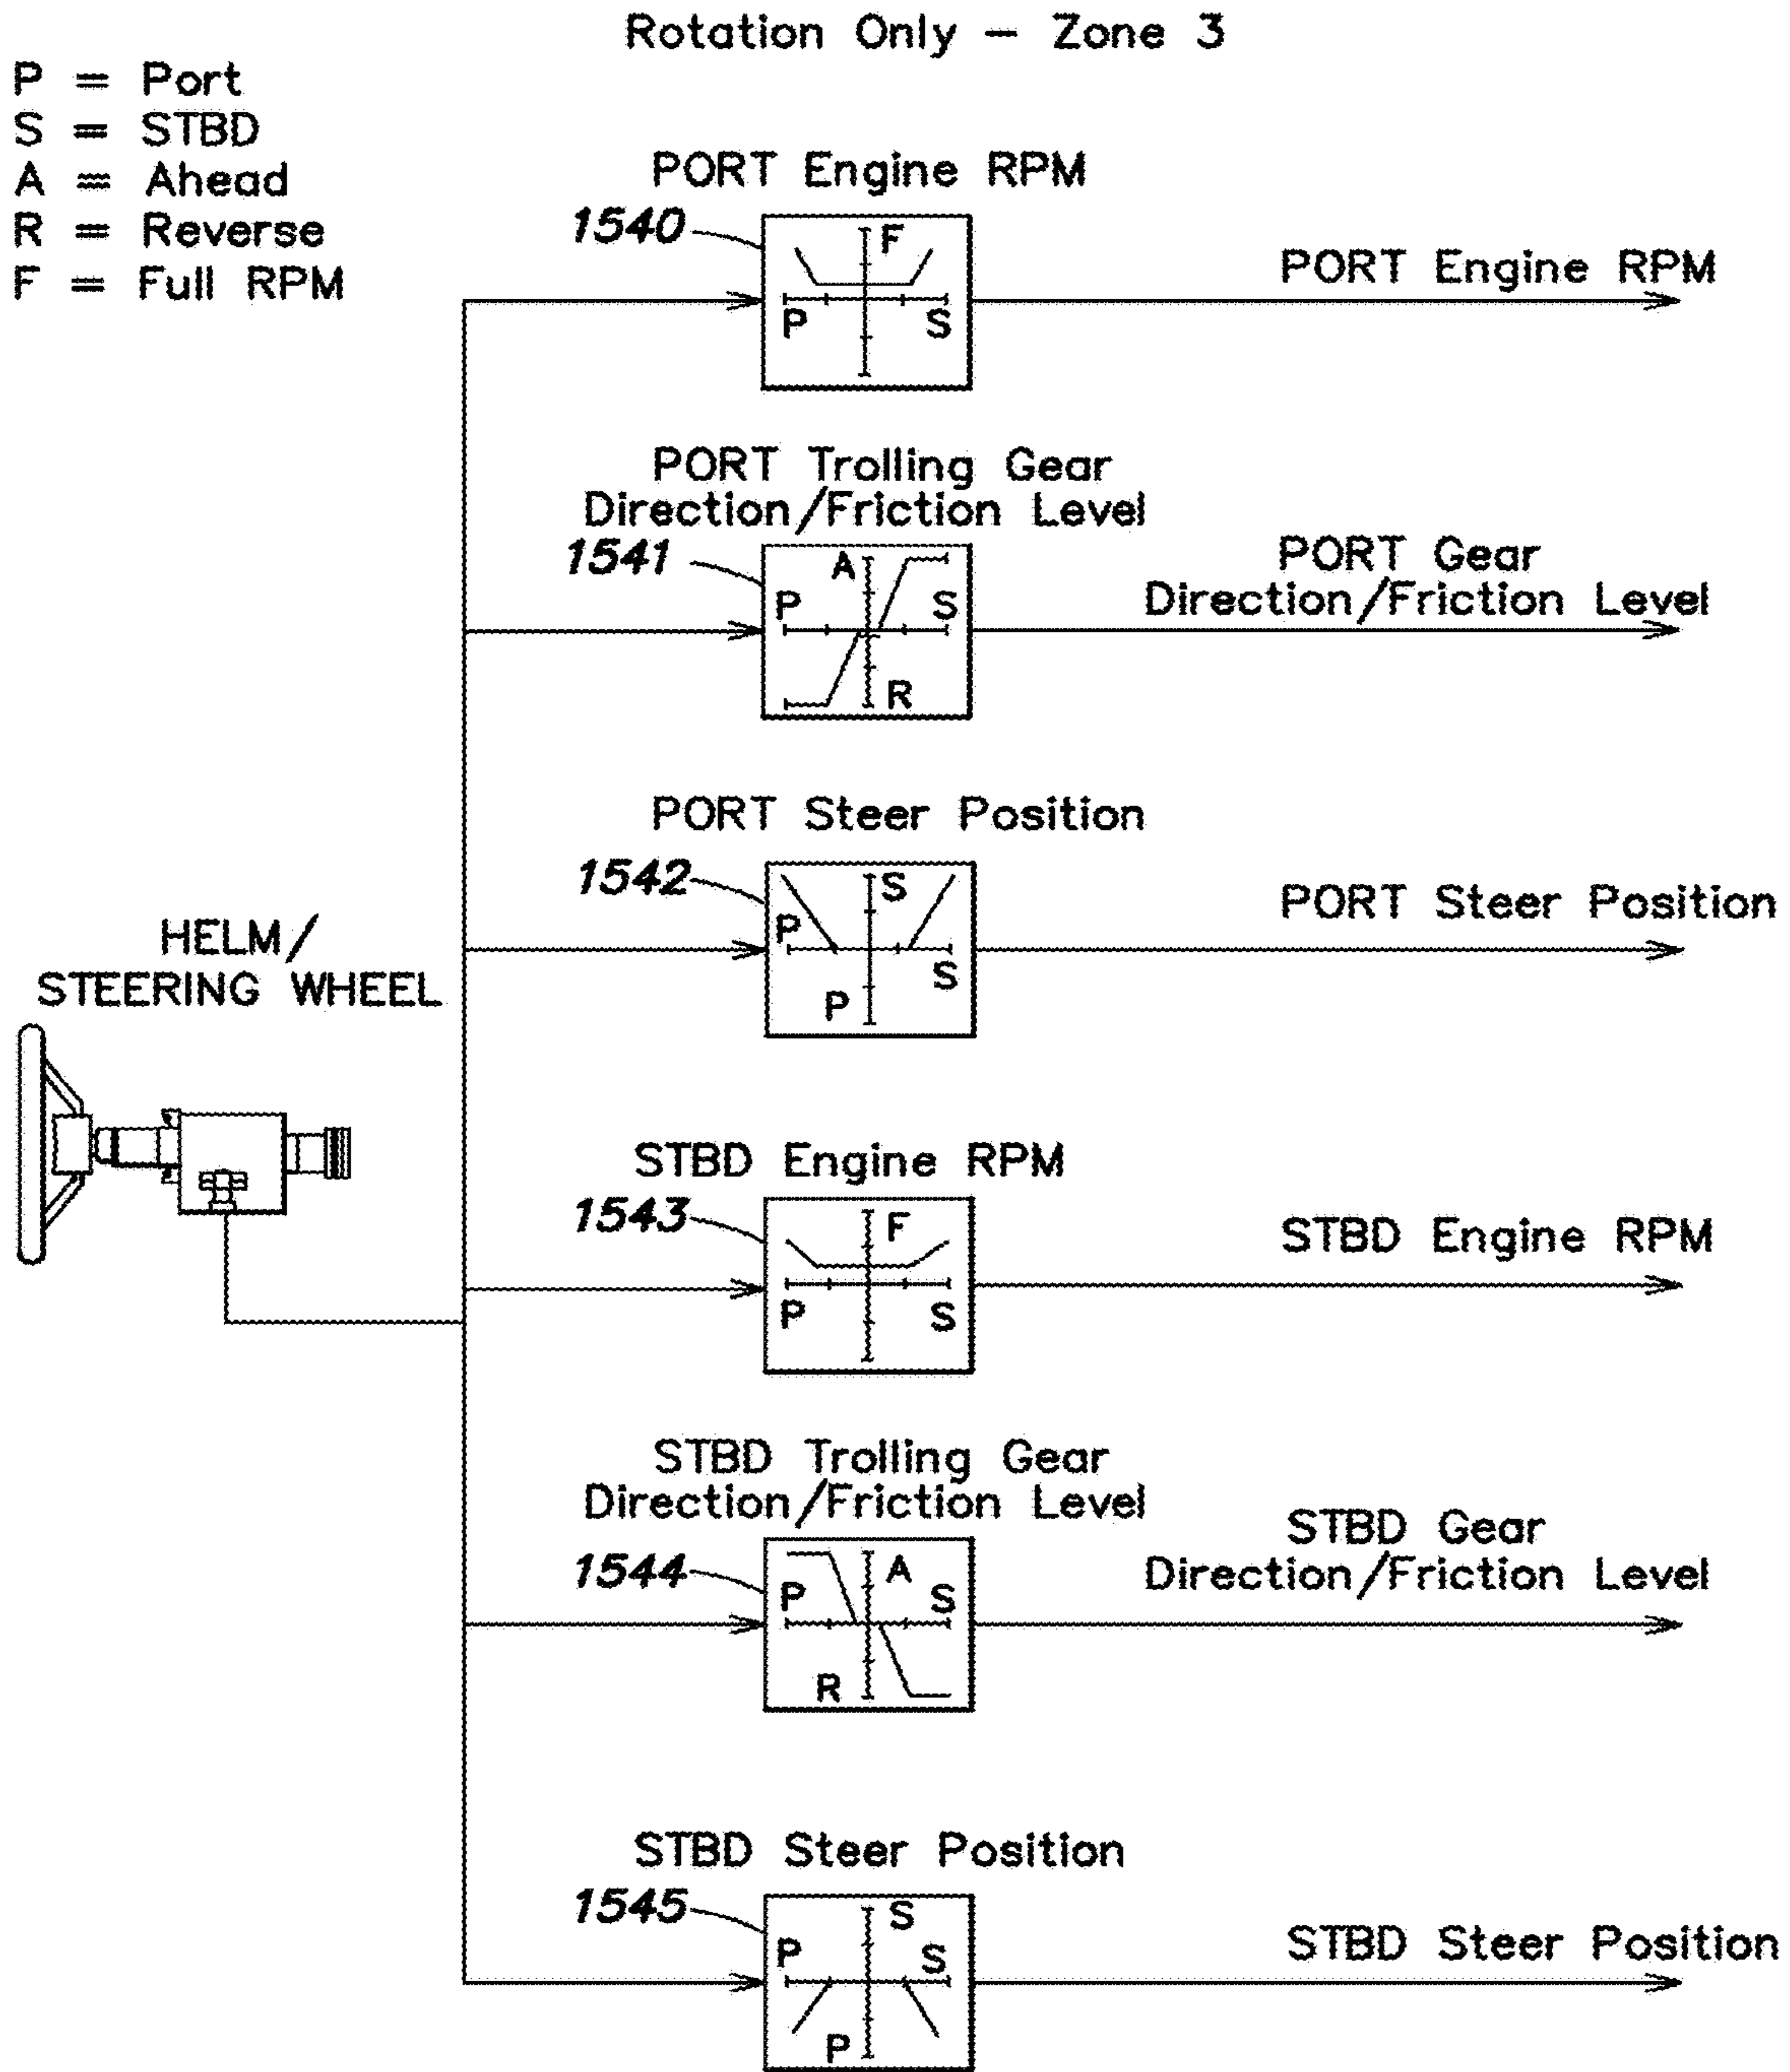 Rotation Only – Zone 3
P = Port
S = STBD
A = Ahead
R = Reverse
F = Full RPM
PORT Engine RPM
1540
F
P
S
PORT Engine RPM
PORT Trolling Gear
Direction/Friction Level
1541
A
P
S
R
PORT Gear
Direction/Friction Level
PORT Steer Position
1542
S
P
S
P
PORT Steer Position
HELM/
STEERING WHEEL
STBD Engine RPM
1543
F
P
S
STBD Engine RPM
STBD Trolling Gear
Direction/Friction Level
1544
A
P
S
R
STBD Gear
Direction/Friction Level
STBD Steer Position
1545
S
P
S
P
STBD Steer Position